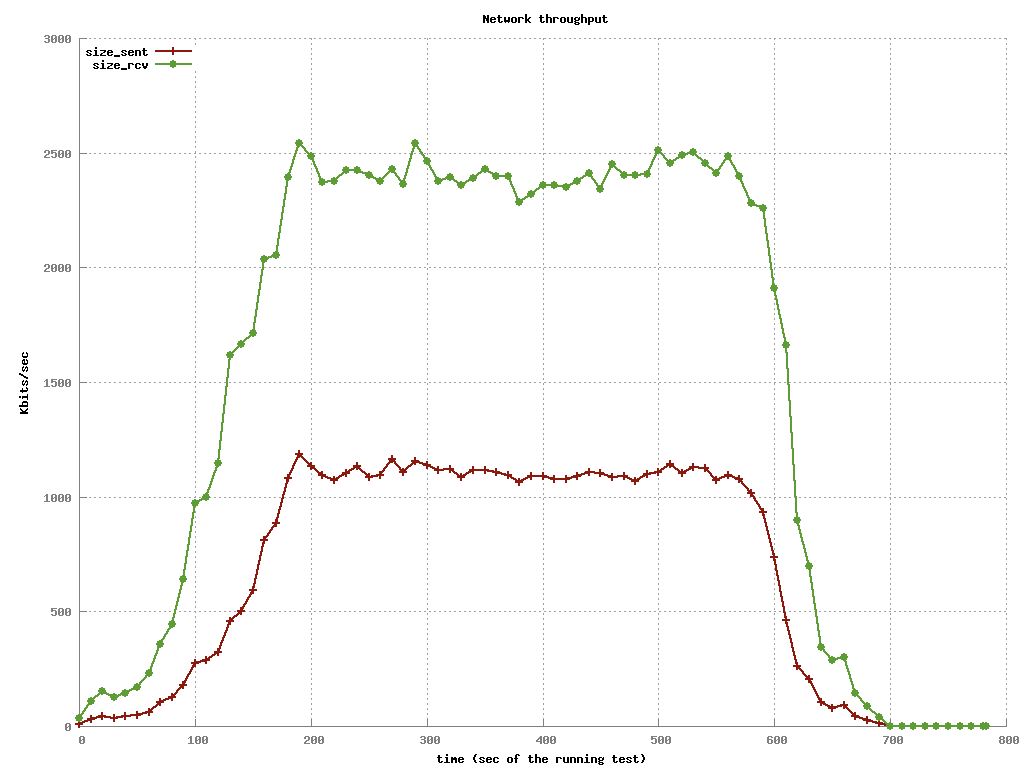 Network throughput
3000
size_sent
size_rcv
2500
2000
1500
Kbits/sec
1000
500
0
0 100 200 300 400 500 600 700 800
time (sec of the running test)